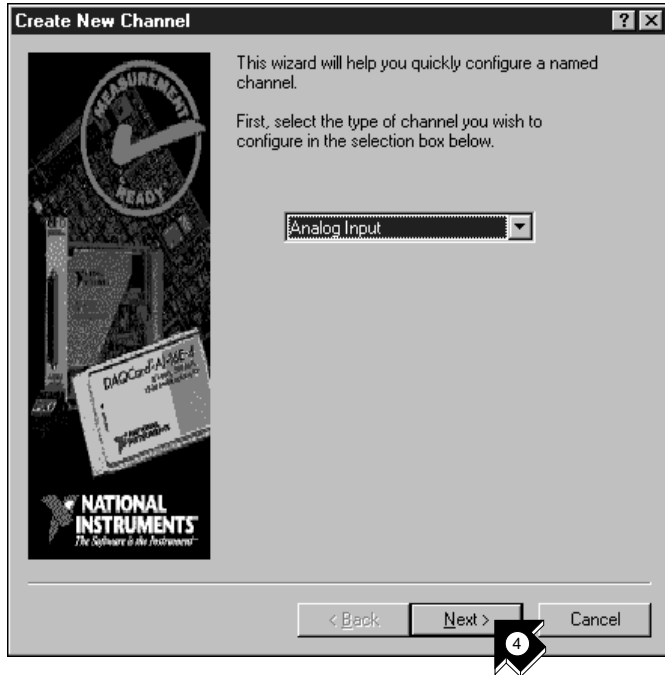 Create New Channel
? X
MEASUREMENT
READY
This wizard will help you quickly configure a named
channel.
First, select the type of channel you wish to
configure in the selection box below.
Analog Input
DAQCard-AI-16E-4
NATIONAL
INSTRUMENTS
The Software is the Instrument
< Back
Next >
Cancel
4